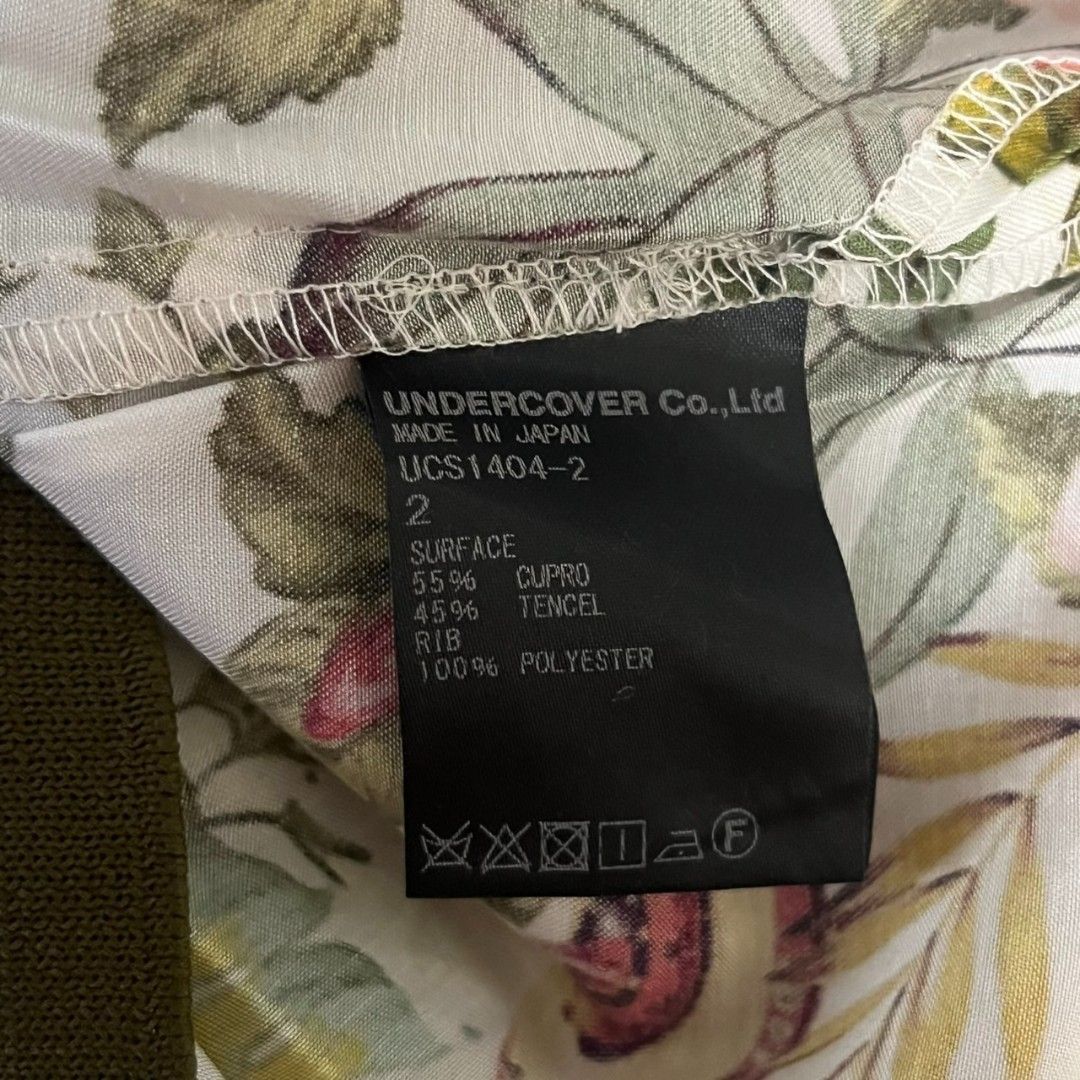 UNDERCOVER Co.,Ltd
MADE IN JAPAN
UCS1404-2
2
SURFACE
55% CUPRO
45% TENCEL
RIB
100% POLYESTER
F